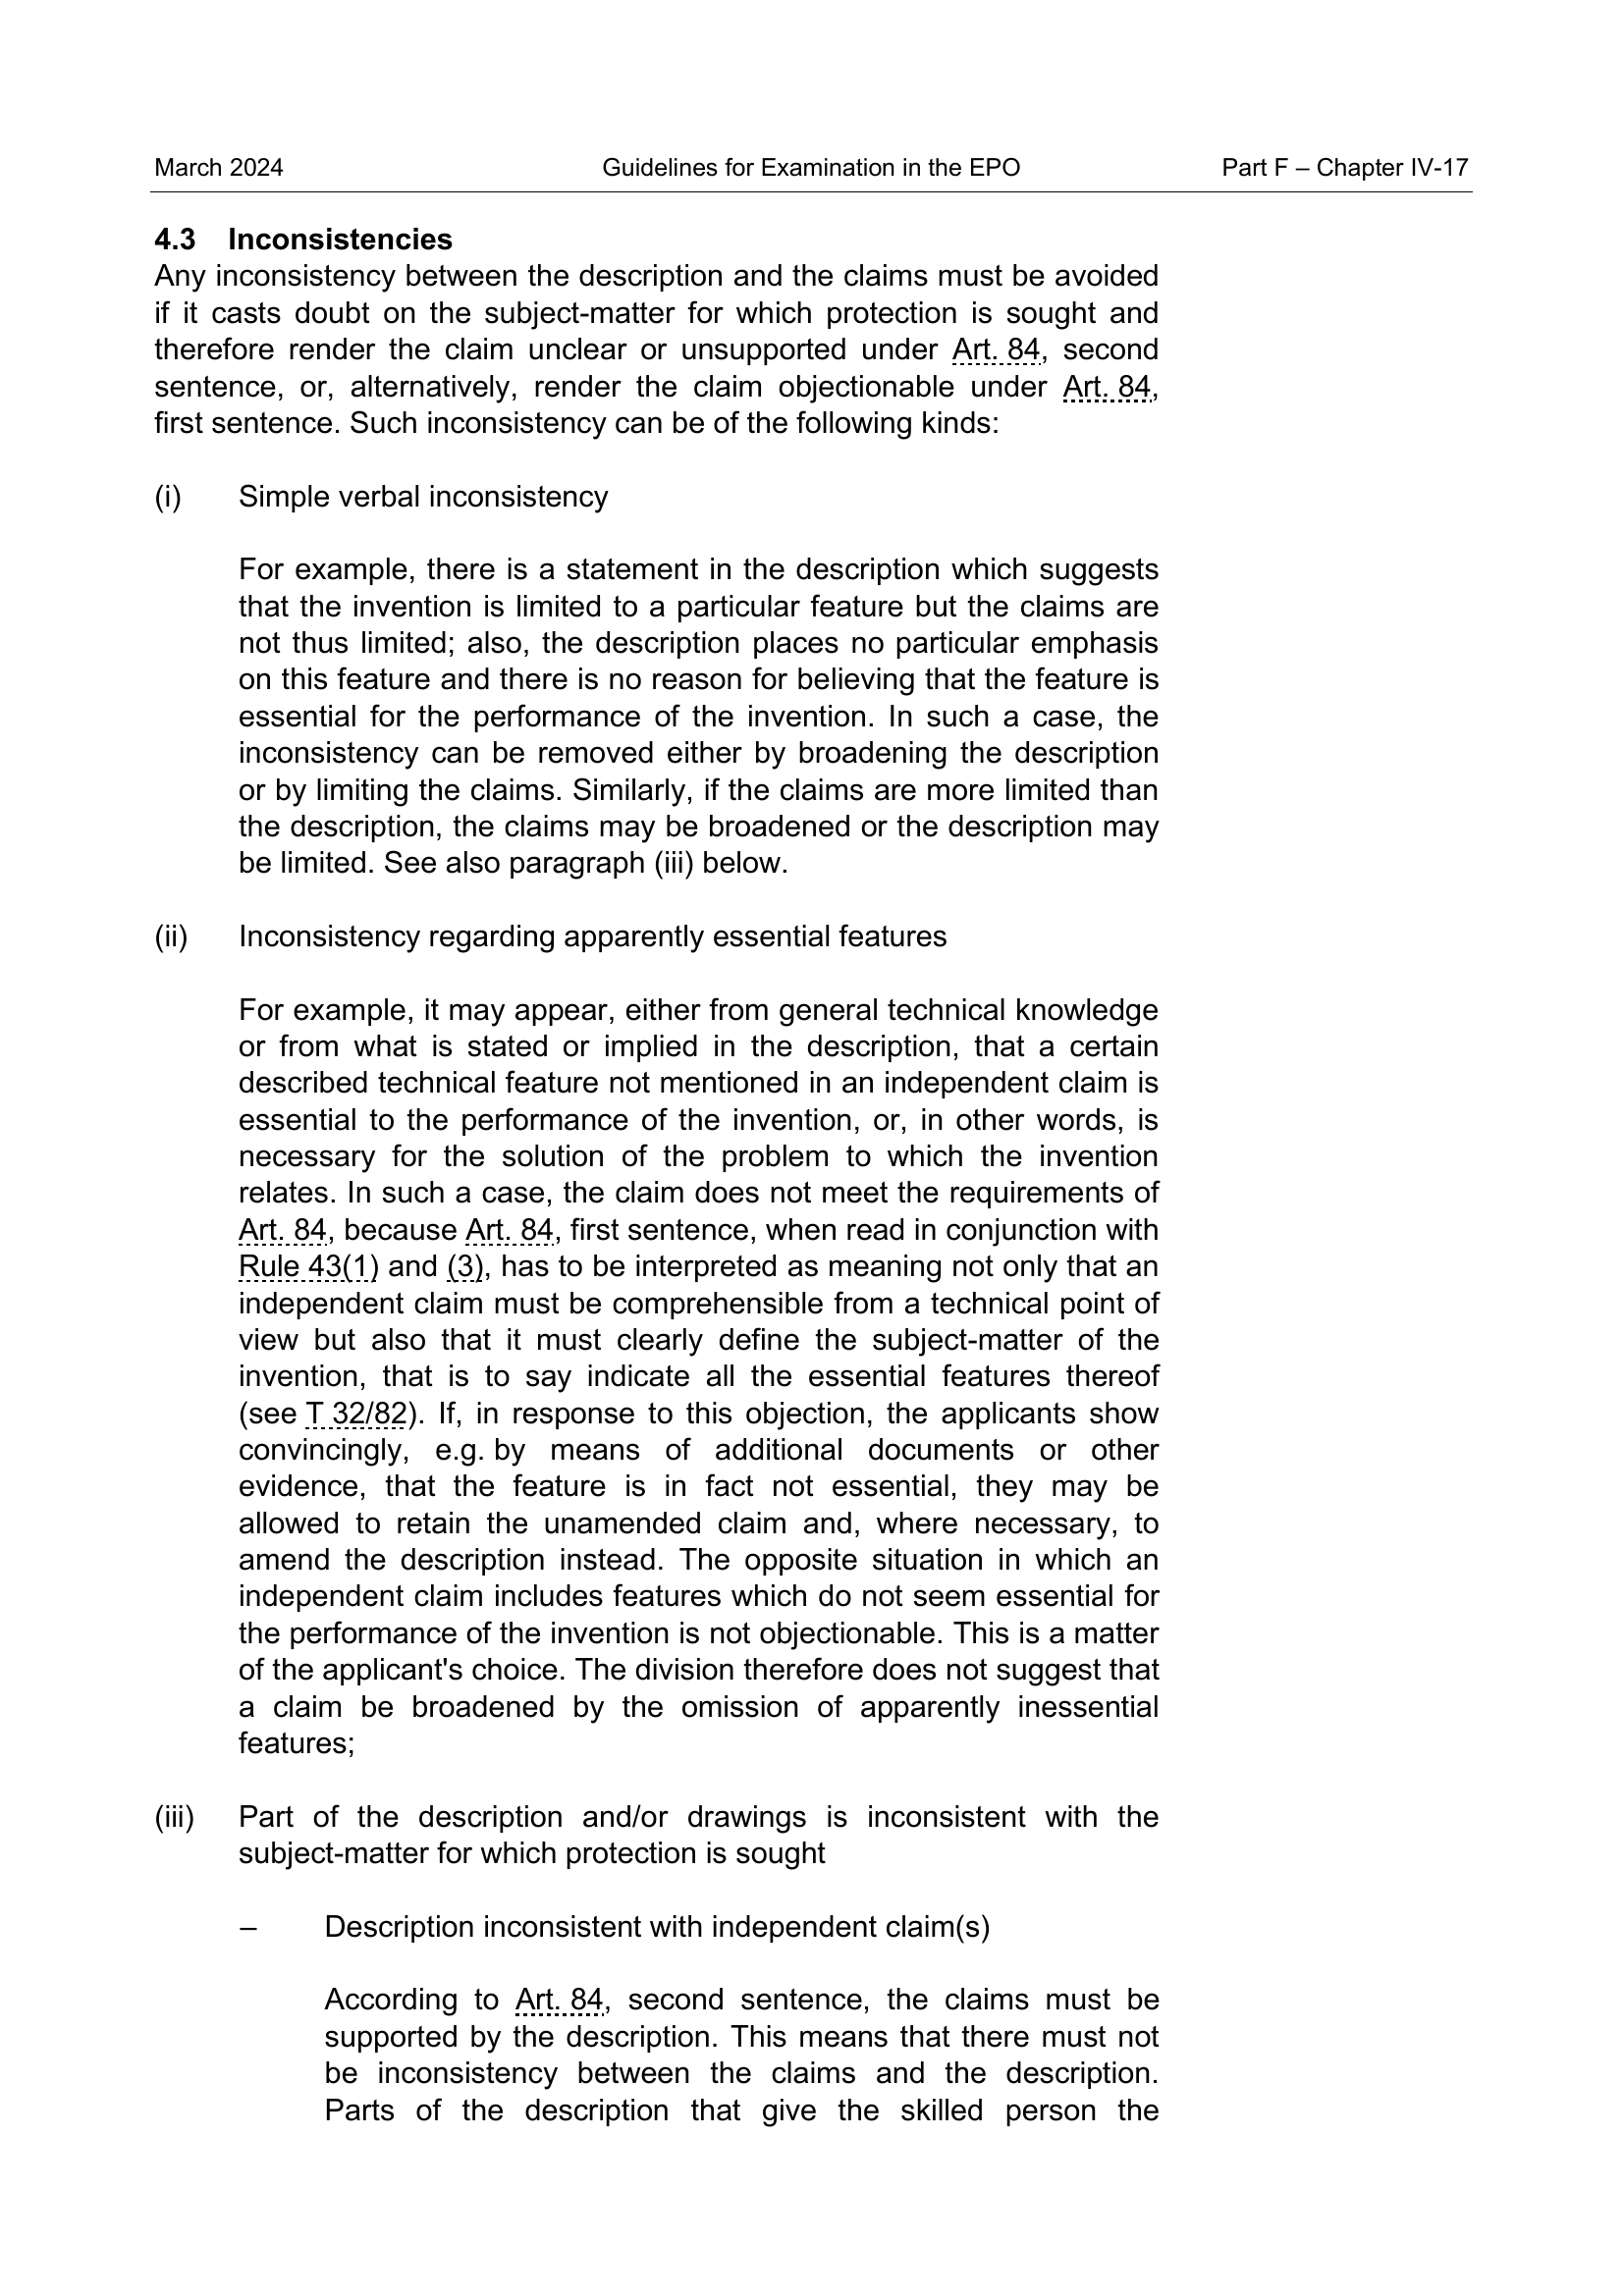 March 2024 Guidelines for Examination in the EPO Part F – Chapter IV-17
4.3 Inconsistencies
Any inconsistency between the description and the claims must be avoided
if it casts doubt on the subject-matter for which protection is sought and
therefore render the claim unclear or unsupported under Art. 84, second
sentence, or, alternatively, render the claim objectionable under Art. 84,
first sentence. Such inconsistency can be of the following kinds:
(i) Simple verbal inconsistency
For example, there is a statement in the description which suggests
that the invention is limited to a particular feature but the claims are
not thus limited; also, the description places no particular emphasis
on this feature and there is no reason for believing that the feature is
essential for the performance of the invention. In such a case, the
inconsistency can be removed either by broadening the description
or by limiting the claims. Similarly, if the claims are more limited than
the description, the claims may be broadened or the description may
be limited. See also paragraph (iii) below.
(ii) Inconsistency regarding apparently essential features
For example, it may appear, either from general technical knowledge
or from what is stated or implied in the description, that a certain
described technical feature not mentioned in an independent claim is
essential to the performance of the invention, or, in other words, is
necessary for the solution of the problem to which the invention
relates. In such a case, the claim does not meet the requirements of
Art. 84, because Art. 84, first sentence, when read in conjunction with
Rule 43(1) and (3), has to be interpreted as meaning not only that an
independent claim must be comprehensible from a technical point of
view but also that it must clearly define the subject-matter of the
invention, that is to say indicate all the essential features thereof
(see T 32/82). If, in response to this objection, the applicants show
convincingly, e.g. by means of additional documents or other
evidence, that the feature is in fact not essential, they may be
allowed to retain the unamended claim and, where necessary, to
amend the description instead. The opposite situation in which an
independent claim includes features which do not seem essential for
the performance of the invention is not objectionable. This is a matter
of the applicant's choice. The division therefore does not suggest that
a claim be broadened by the omission of apparently inessential
features;
(iii) Part of the description and/or drawings is inconsistent with the
subject-matter for which protection is sought
– Description inconsistent with independent claim(s)
According to Art. 84, second sentence, the claims must be
supported by the description. This means that there must not
be inconsistency between the claims and the description.
Parts of the description that give the skilled person the